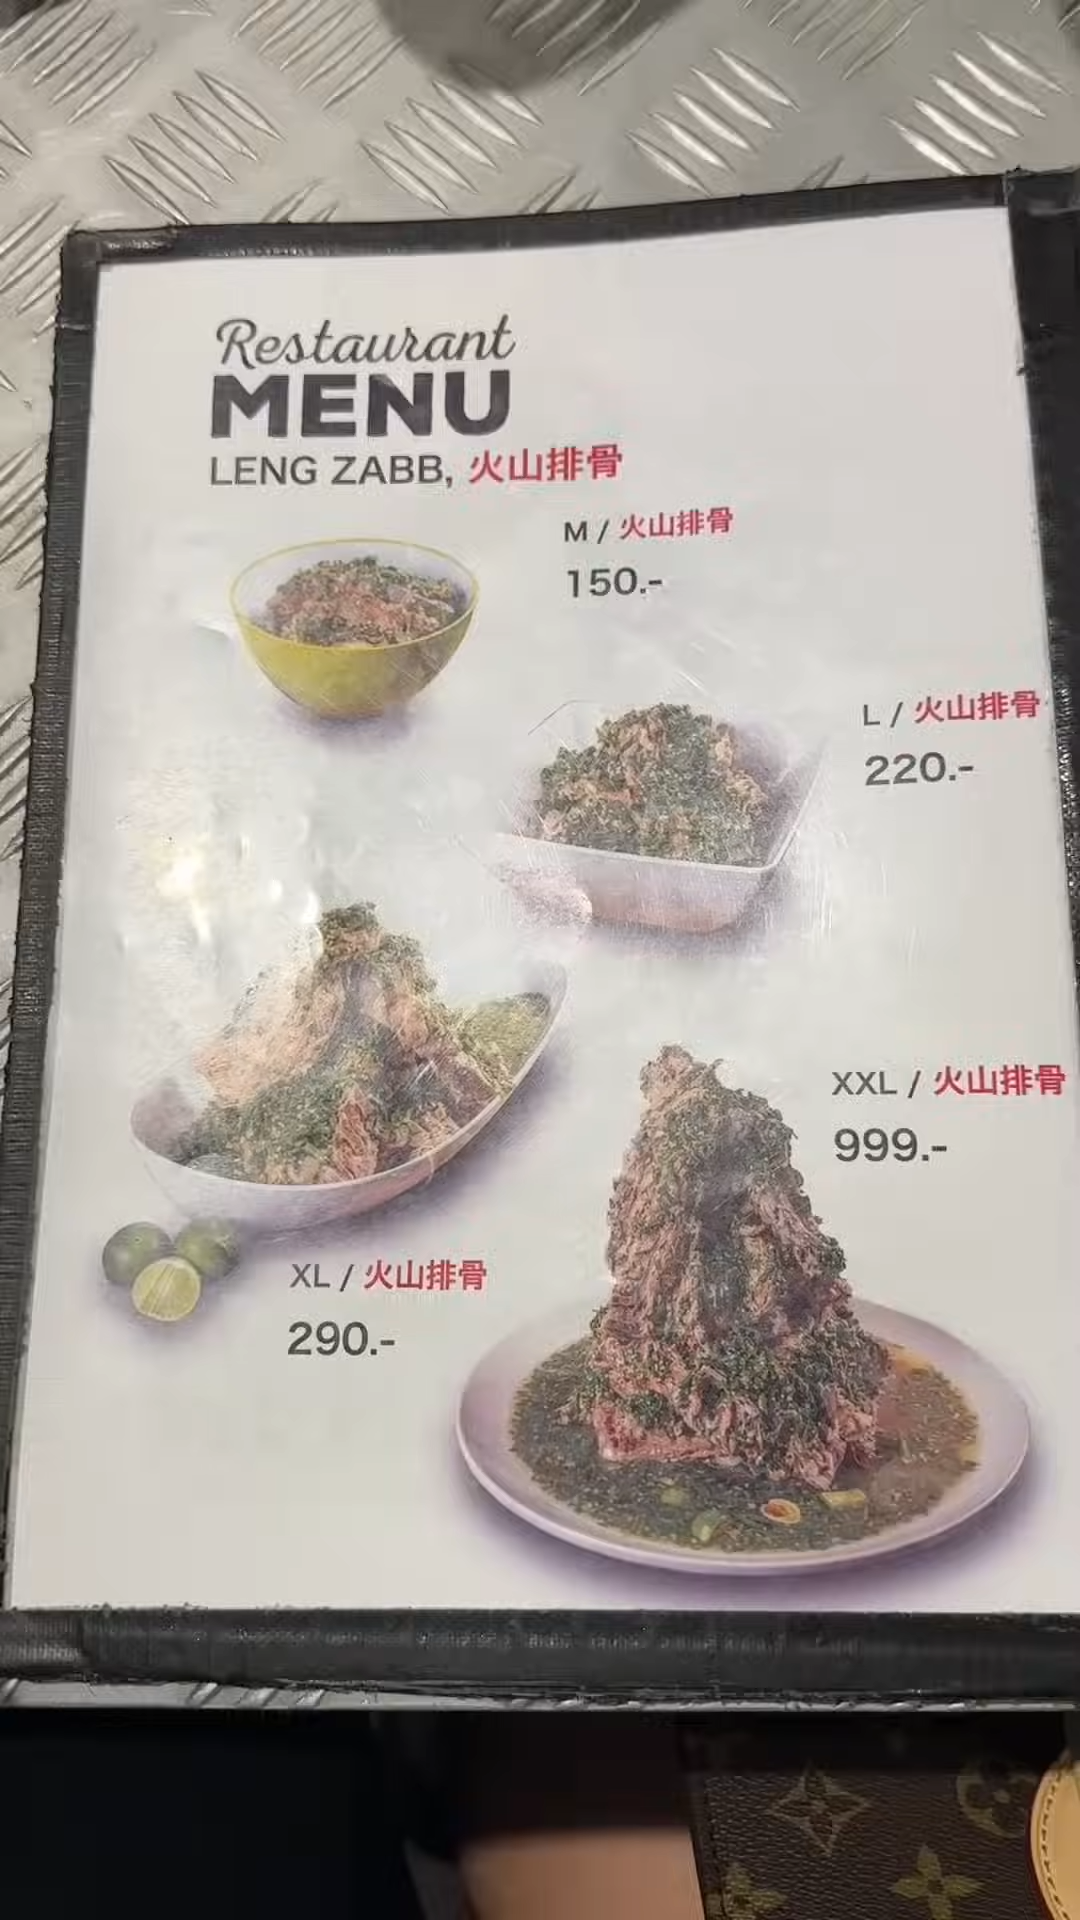 Restaurant
MENU
LENG ZABB, 火山排骨
M / 火山排骨
150.-
L / 火山排骨
220.-
XXL / 火山排骨
999.-
XL / 火山排骨
290.-